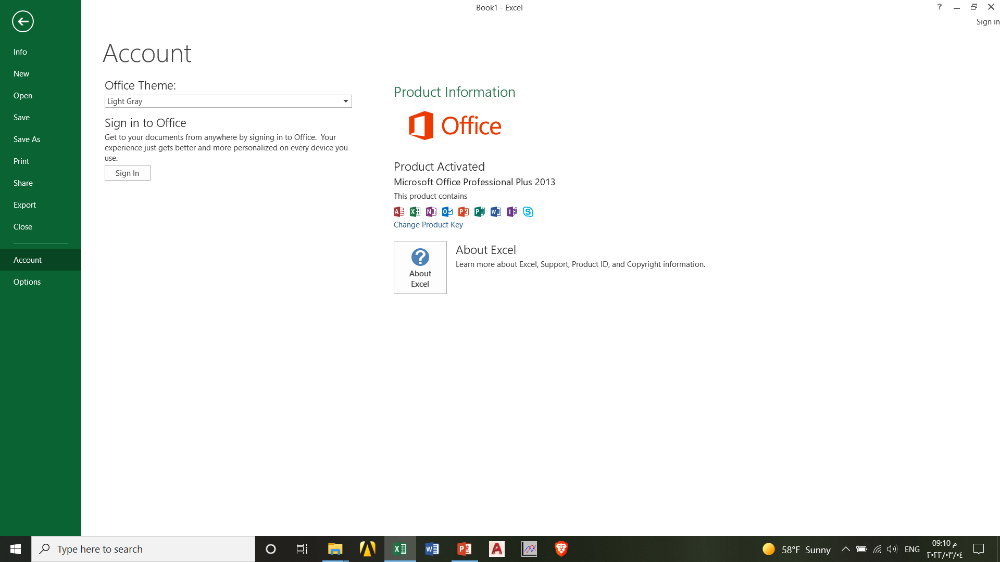 Book1 - Excel
?
Sign in
Info
New
Open
Save
Save As
Print
Share
Export
Close
Account
Options
Account
Office Theme:
Light Gray
Sign in to Office
Get to your documents from anywhere by signing in to Office.  Your
experience just gets better and more personalized on every device you
use.
Sign In
Product Information
Office
Product Activated
Microsoft Office Professional Plus 2013
This product contains
Change Product Key
?
About
Excel
About Excel
Learn more about Excel, Support, Product ID, and Copyright information.
Type here to search
58°F Sunny
ENG
09:10 م
٢٠٢٢/٠٣/٠٤